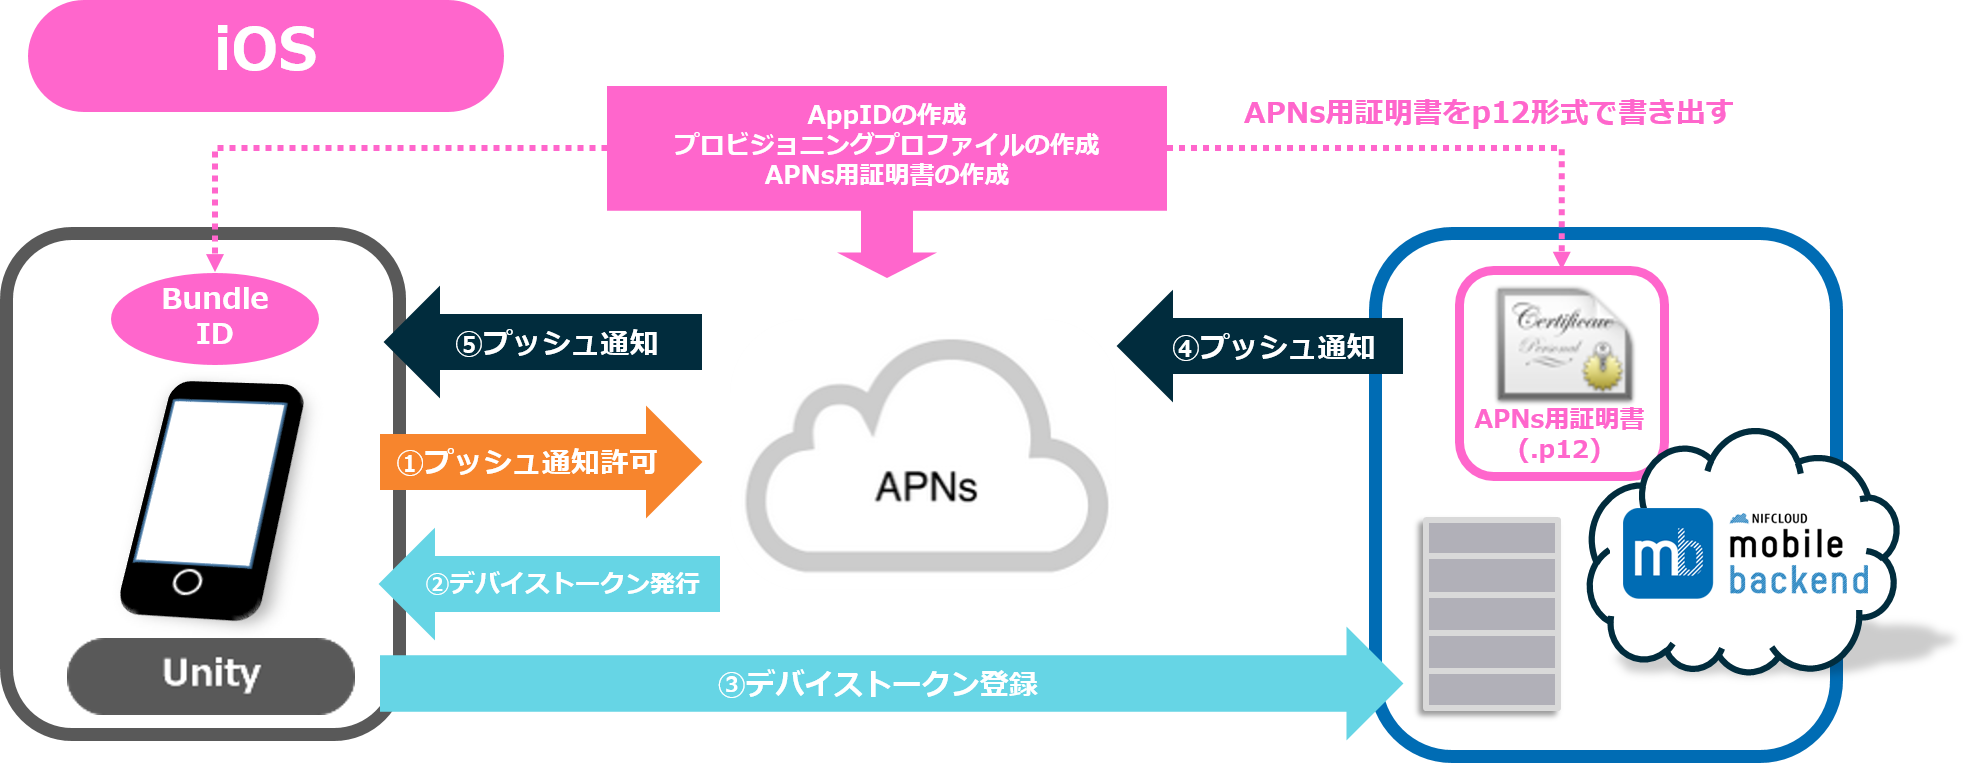 iOS
AppIDの作成
プロビジョニングプロファイルの作成
APNs用証明書の作成
APNs用証明書をp12形式で書き出す
Bundle
ID
⑤プッシュ通知
④プッシュ通知
Certificate
Personal
APNs用証明書
(.p12)
①プッシュ通知許可
APNs
NIFCLOUD
mb
mobile
backend
②デバイストークン発行
Unity
③デバイストークン登録